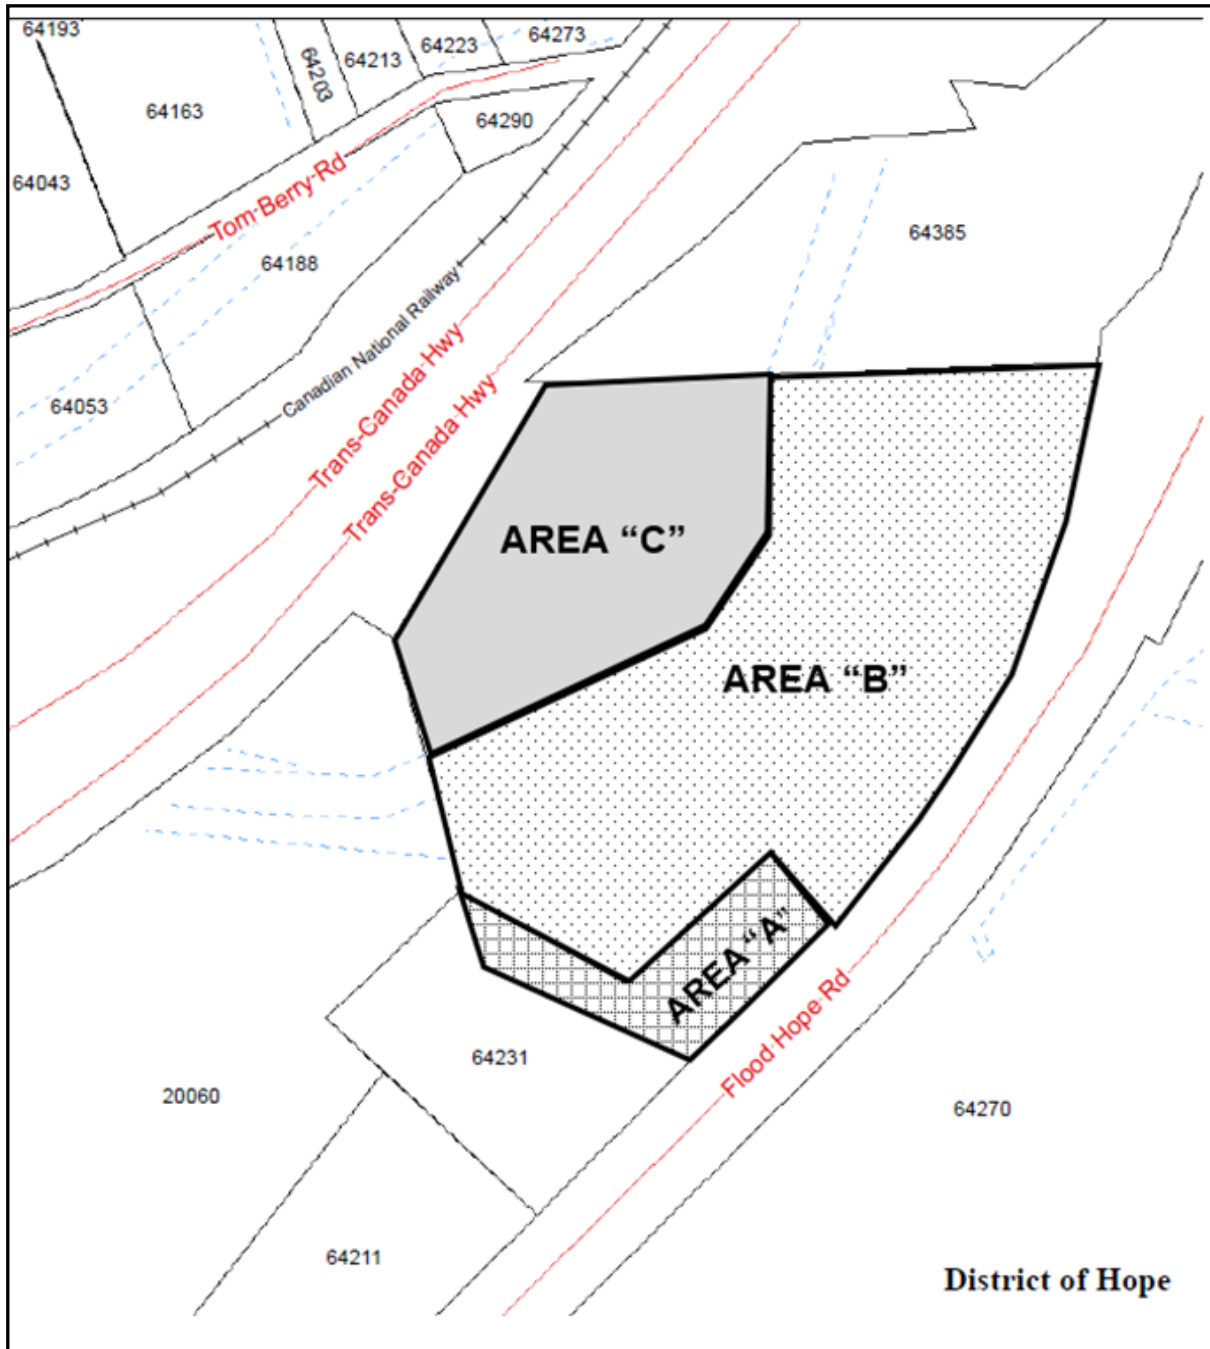 64193
64203
64213
64223
64273
64163
64290
64043
Tom Berry Rd
64188
64385
Canadian National Railway
Trans-Canada Hwy
Trans-Canada Hwy
64053
AREA “C”
AREA “B”
AREA “A”
Flood Hope Rd
64231
20060
64270
64211
District of Hope